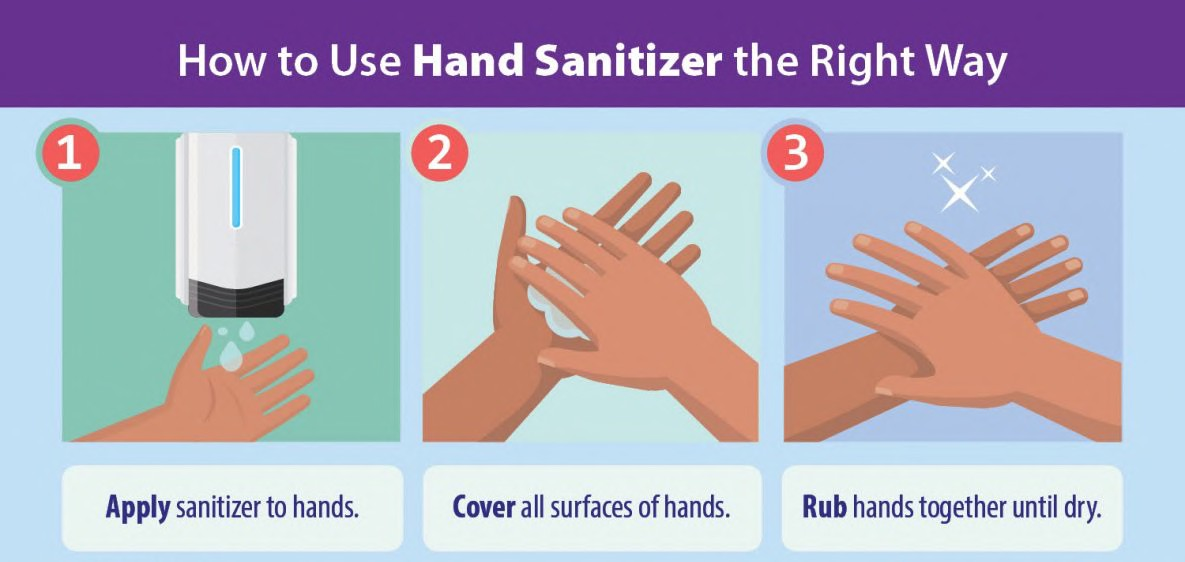 How to Use Hand Sanitizer the Right Way
1
2
3
Apply sanitizer to hands.
Cover all surfaces of hands.
Rub hands together until dry.